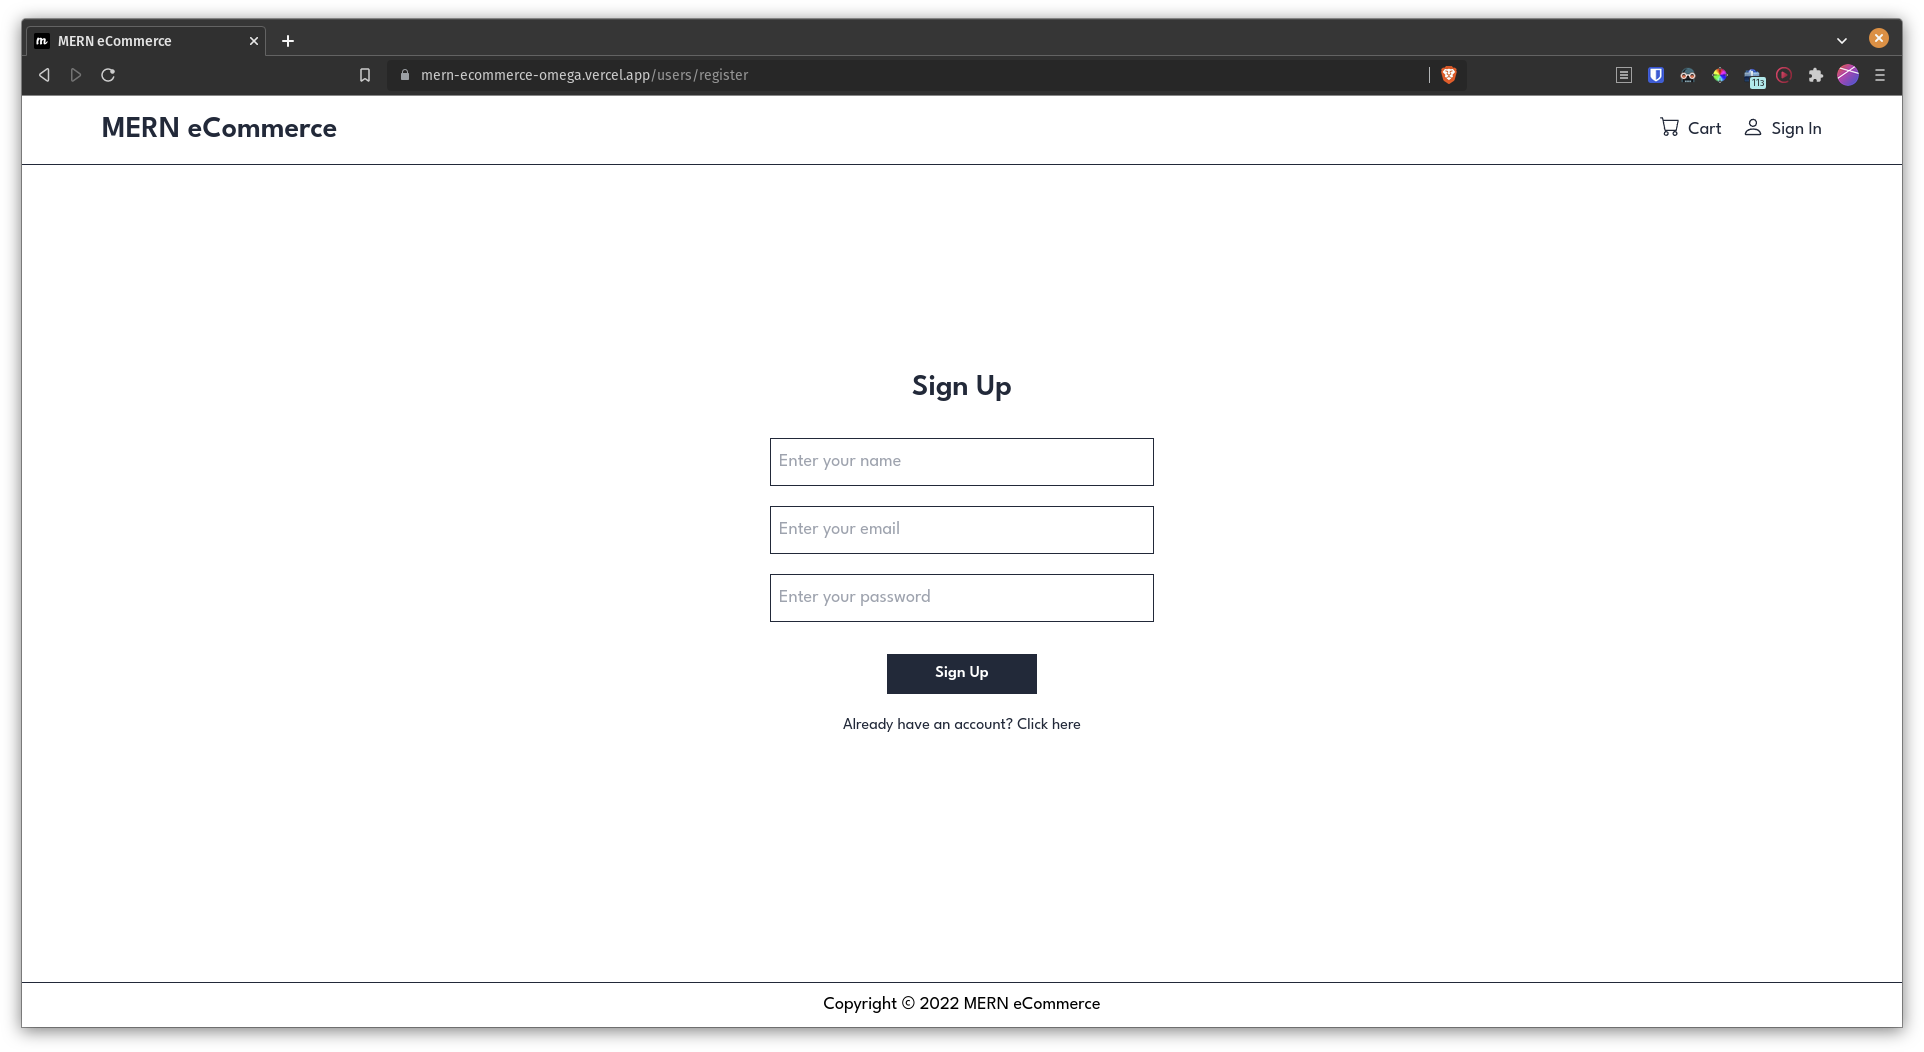 MERN eCommerce
mern-ecommerce-omega.vercel.app/users/register
113
MERN eCommerce
Cart
Sign In
Sign Up
Enter your name
Enter your email
Enter your password
Sign Up
Already have an account? Click here
Copyright © 2022 MERN eCommerce